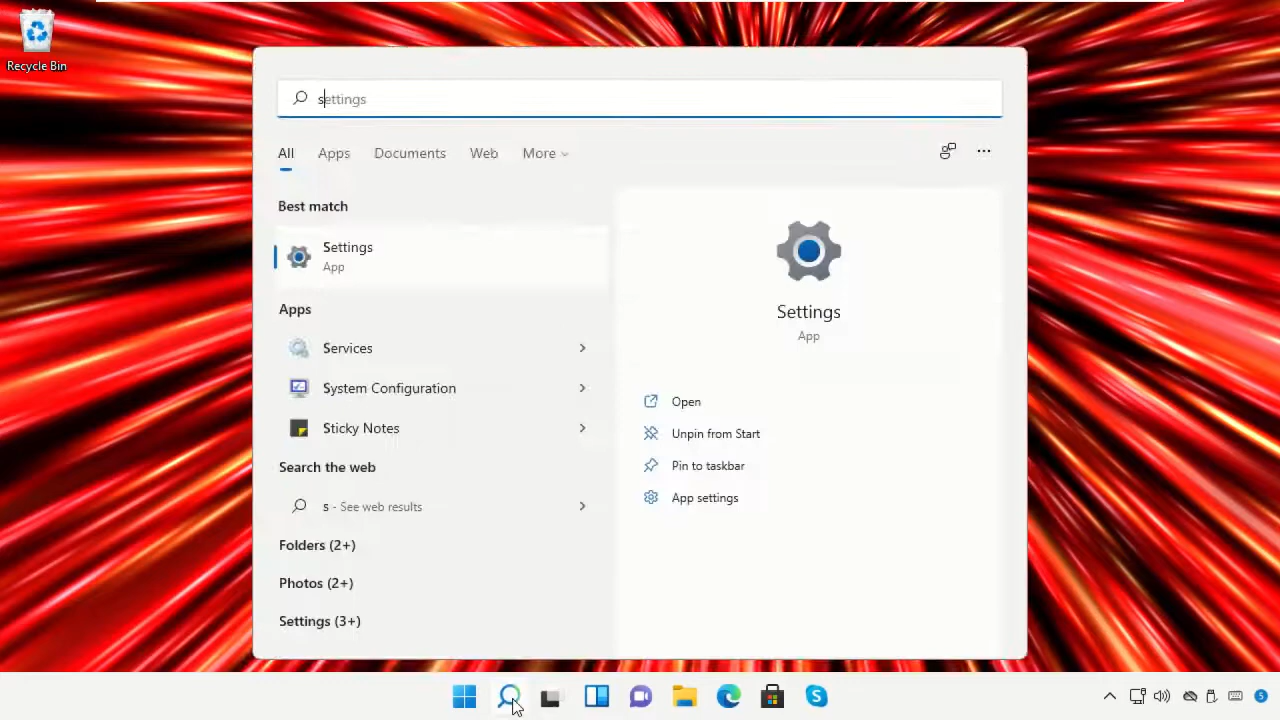 Recycle Bin
settings
All Apps Documents Web More
Best match
Settings
App
Apps
Services
System Configuration
Sticky Notes
Search the web
s - See web results
Folders (2+)
Photos (2+)
Settings (3+)
Settings
App
Open
Unpin from Start
Pin to taskbar
App settings
5